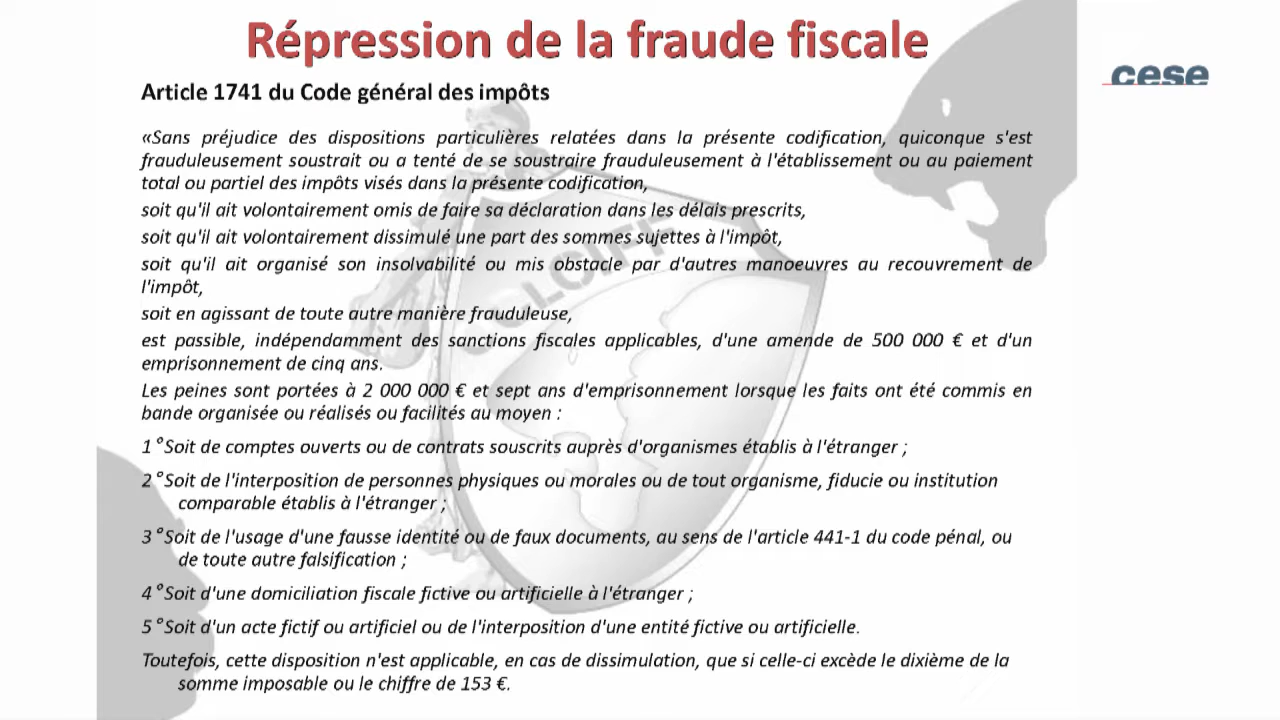 Répression de la fraude fiscale
cese
Article 1741 du Code général des impôts
«Sans préjudice des dispositions particulières relatées dans la présente codification, quiconque s'est
frauduleusement soustrait ou a tenté de se soustraire frauduleusement à l'établissement ou au paiement
total ou partiel des impôts visés dans la présente codification,
soit qu'il ait volontairement omis de faire sa déclaration dans les délais prescrits,
soit qu'il ait volontairement dissimulé une part des sommes sujettes à l'impôt,
soit qu'il ait organisé son insolvabilité ou mis obstacle par d'autres manoeuvres au recouvrement de
l'impôt,
soit en agissant de toute autre manière frauduleuse,
est passible, indépendamment des sanctions fiscales applicables, d'une amende de 500 000 € et d'un
emprisonnement de cinq ans.
Les peines sont portées à 2 000 000 € et sept ans d'emprisonnement lorsque les faits ont été commis en
bande organisée ou réalisés ou facilités au moyen :
1° Soit de comptes ouverts ou de contrats souscrits auprès d'organismes établis à l'étranger ;
2° Soit de l'interposition de personnes physiques ou morales ou de tout organisme, fiducie ou institution
comparable établis à l'étranger ;
3° Soit de l'usage d'une fausse identité ou de faux documents, au sens de l'article 441-1 du code pénal, ou
de toute autre falsification ;
4° Soit d'une domiciliation fiscale fictive ou artificielle à l'étranger ;
5° Soit d'un acte fictif ou artificiel ou de l'interposition d'une entité fictive ou artificielle.
Toutefois, cette disposition n'est applicable, en cas de dissimulation, que si celle-ci excède le dixième de la
somme imposable ou le chiffre de 153 €.